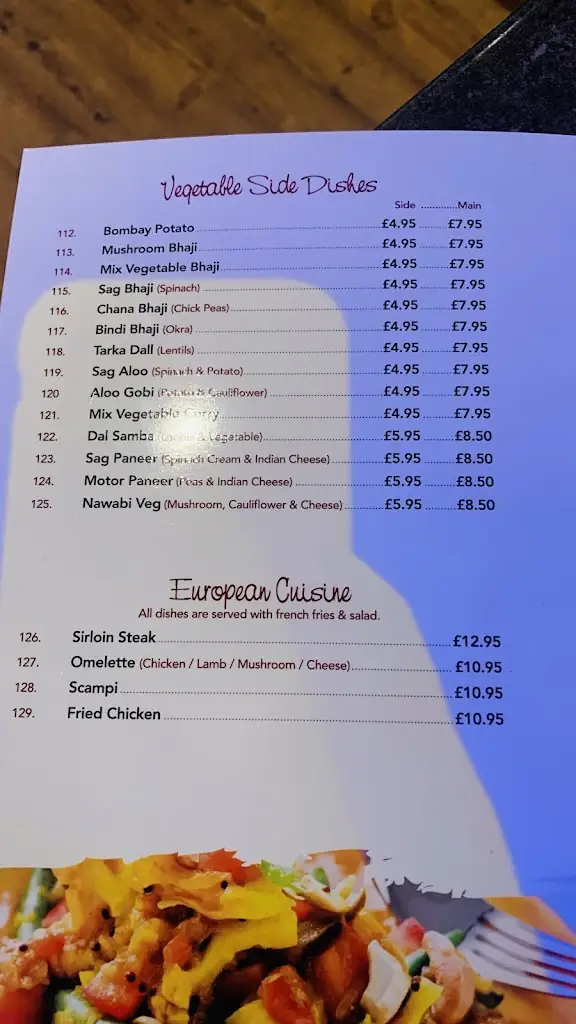 Vegetable Side Dishes
Side ............Main
112. Bombay Potato £4.95 £7.95
113. Mushroom Bhaji £4.95 £7.95
114. Mix Vegetable Bhaji £4.95 £7.95
115. Sag Bhaji (Spinach) £4.95 £7.95
116. Chana Bhaji (Chick Peas) £4.95 £7.95
117. Bindi Bhaji (Okra) £4.95 £7.95
118. Tarka Dall (Lentils) £4.95 £7.95
119. Sag Aloo (Spinach & Potato) £4.95 £7.95
120 Aloo Gobi (Potato & Cauliflower) £4.95 £7.95
121. Mix Vegetable Curry £4.95 £7.95
122. Dal Samba (Lentils & Vegetable) £5.95 £8.50
123. Sag Paneer (Spinich Cream & Indian Cheese) £5.95 £8.50
124. Motor Paneer (Peas & Indian Cheese) £5.95 £8.50
125. Nawabi Veg (Mushroom, Cauliflower & Cheese) £5.95 £8.50
European Cuisine
All dishes are served with french fries & salad.
126. Sirloin Steak £12.95
127. Omelette (Chicken / Lamb / Mushroom / Cheese) £10.95
128. Scampi £10.95
129. Fried Chicken £10.95